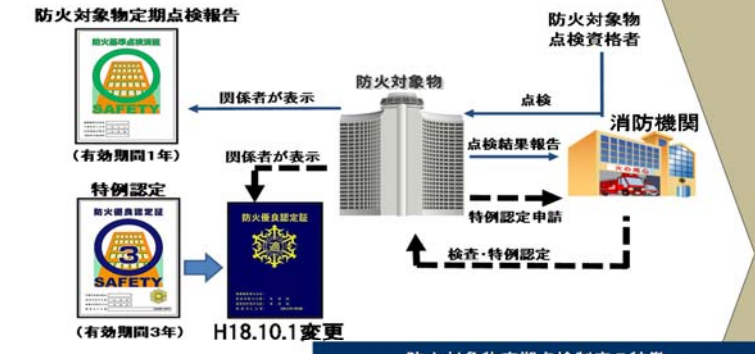 防火対象物定期点検報告
防火基準点検済証
SAFETY
(有効期間1年)
関係者が表示
防火対象物
防火対象物
点検資格者
点検
消防機関
点検結果報告
関係者が表示
特例認定申請
検査・特例認定
特例認定
防火優良認定証
3
SAFETY
(有効期間3年)
防火優良認定証
適
H18.10.1変更